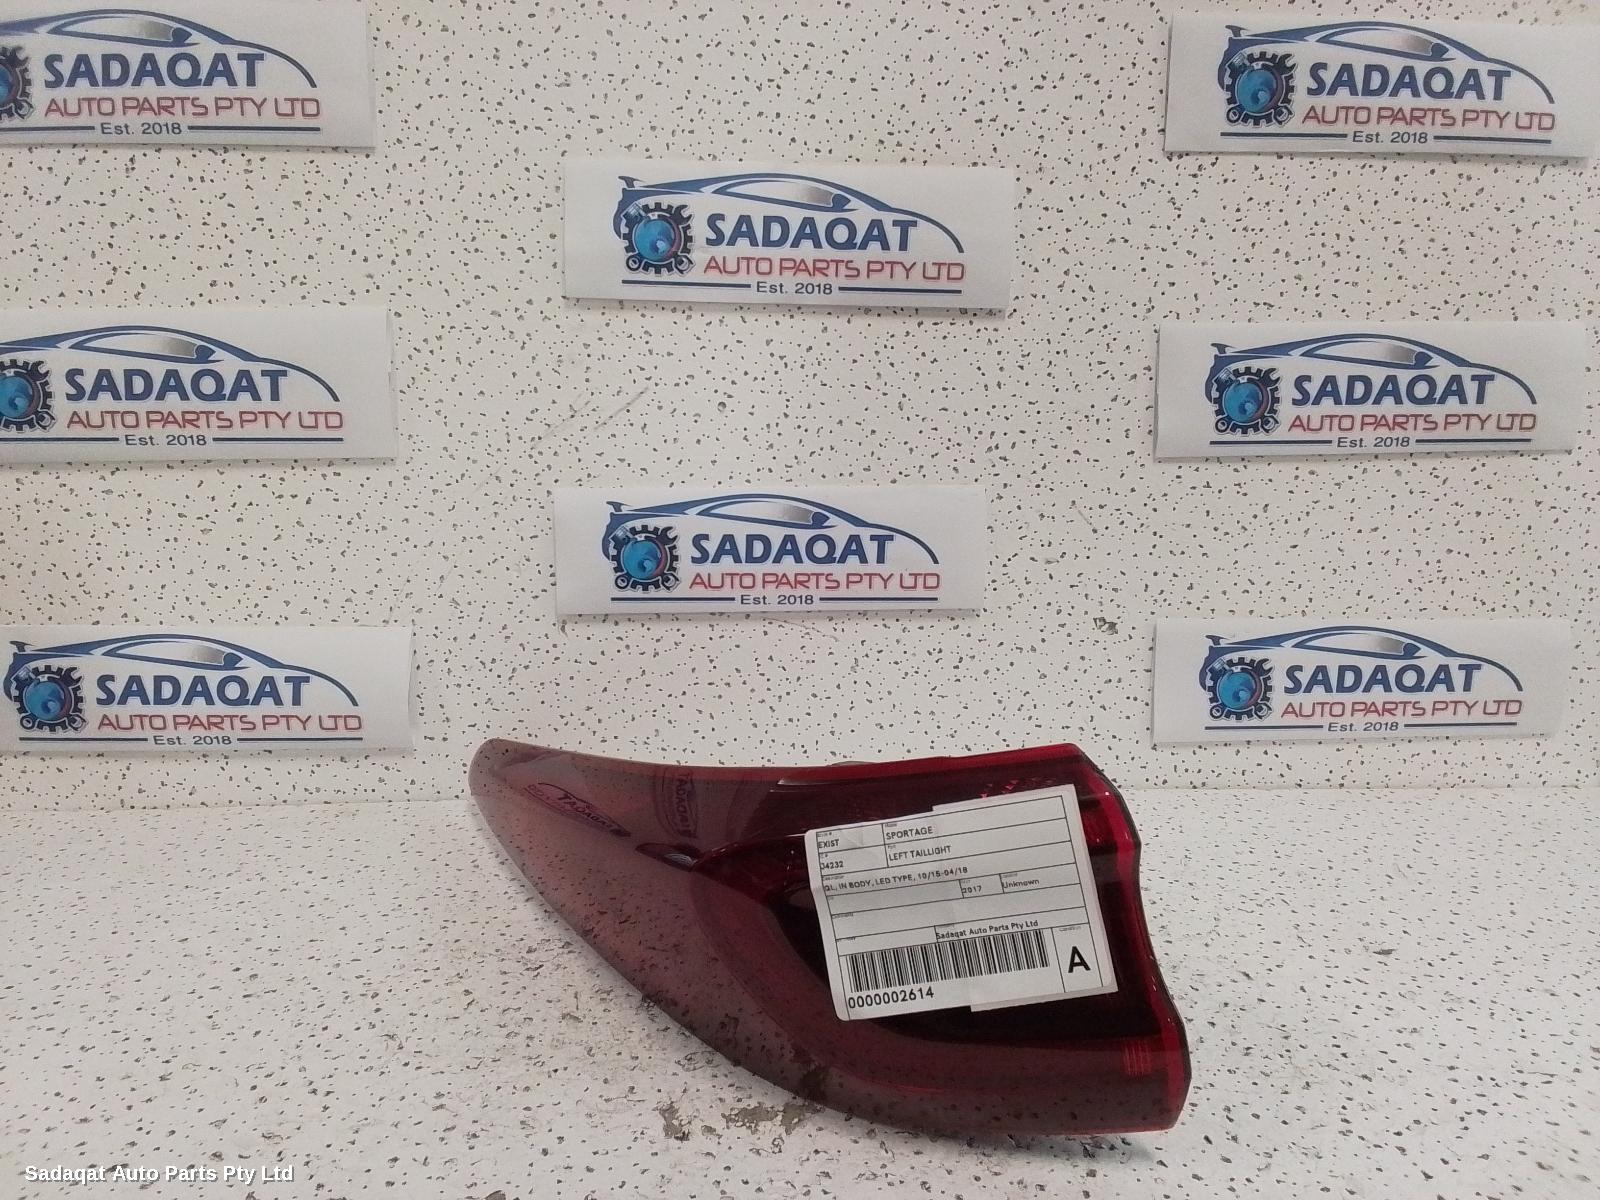 SADAQAT
AUTO PARTS PTY LTD
Est. 2018
SADAQAT
AUTO PARTS PTY LTD
Est. 2018
SADAQAT
AUTO PARTS PTY LTD
Est. 2018
SADAQAT
AUTO PARTS PTY LTD
Est. 2018
SADAQAT
AUTO PARTS PTY LTD
Est. 2018
SADAQAT
AUTO PARTS PTY LTD
Est. 2018
SADAQAT
AUTO PARTS PTY LTD
Est. 2018
SADAQAT
AUTO PARTS PTY LTD
Est. 2018
EXIST
SPORTAGE
34232
LEFT TAILLIGHT
QL, IN BODY, LED TYPE, 10/15-04/18
2017
Unknown
Sadaqat Auto Parts Pty Ltd
A
0000002614
Sadaqat Auto Parts Pty Ltd